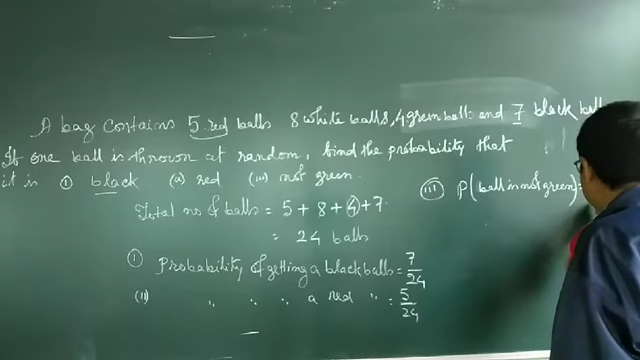 A bag contains 5 red balls 8 white balls, 4 green balls and 7 black ball
If one ball is thrown at random, find the probability that
it is (i) black (ii) red (iii) not green.
Total no of balls = 5 + 8 + 4 + 7
= 24 balls
(i) Probability of getting a black balls = 7/24
(ii) " " " a red " = 5/24
(iii) P(ball is not green) =